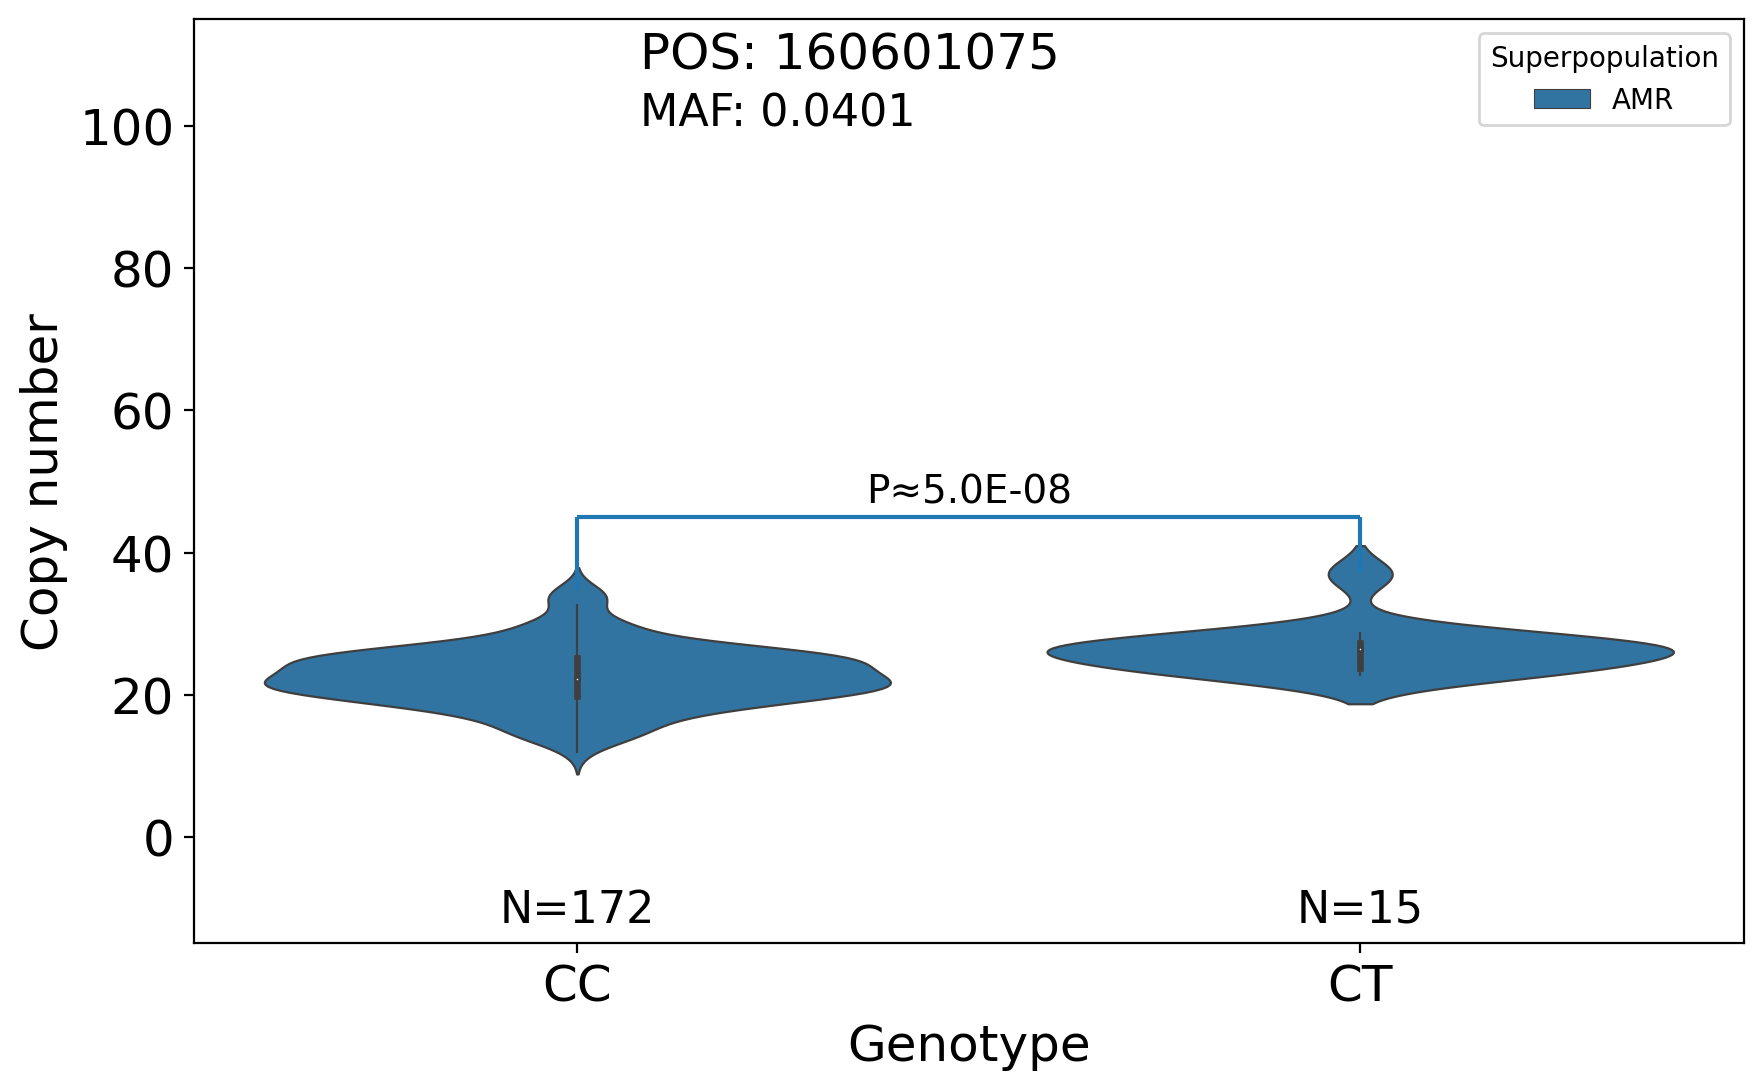 POS: 160601075
MAF: 0.0401
Superpopulation
AMR
100
80
60
40
20
0
Copy number
P≈5.0E-08
N=172
N=15
CC
CT
Genotype